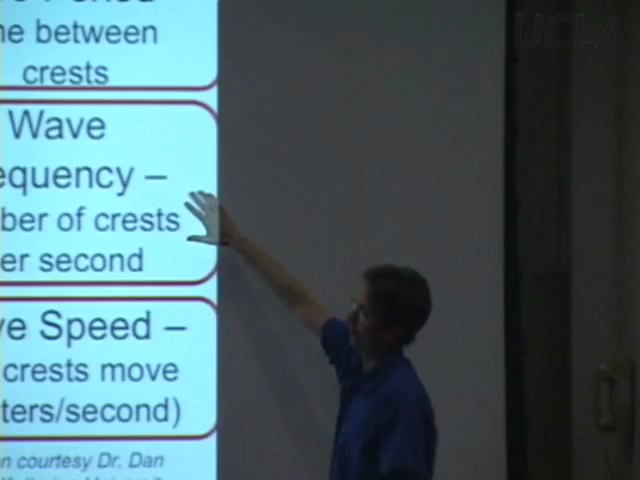 UCLA
ne between
crests
Wave
equency –
ber of crests
er second
ve Speed –
crests move
ters/second)
n courtesy Dr. Dan